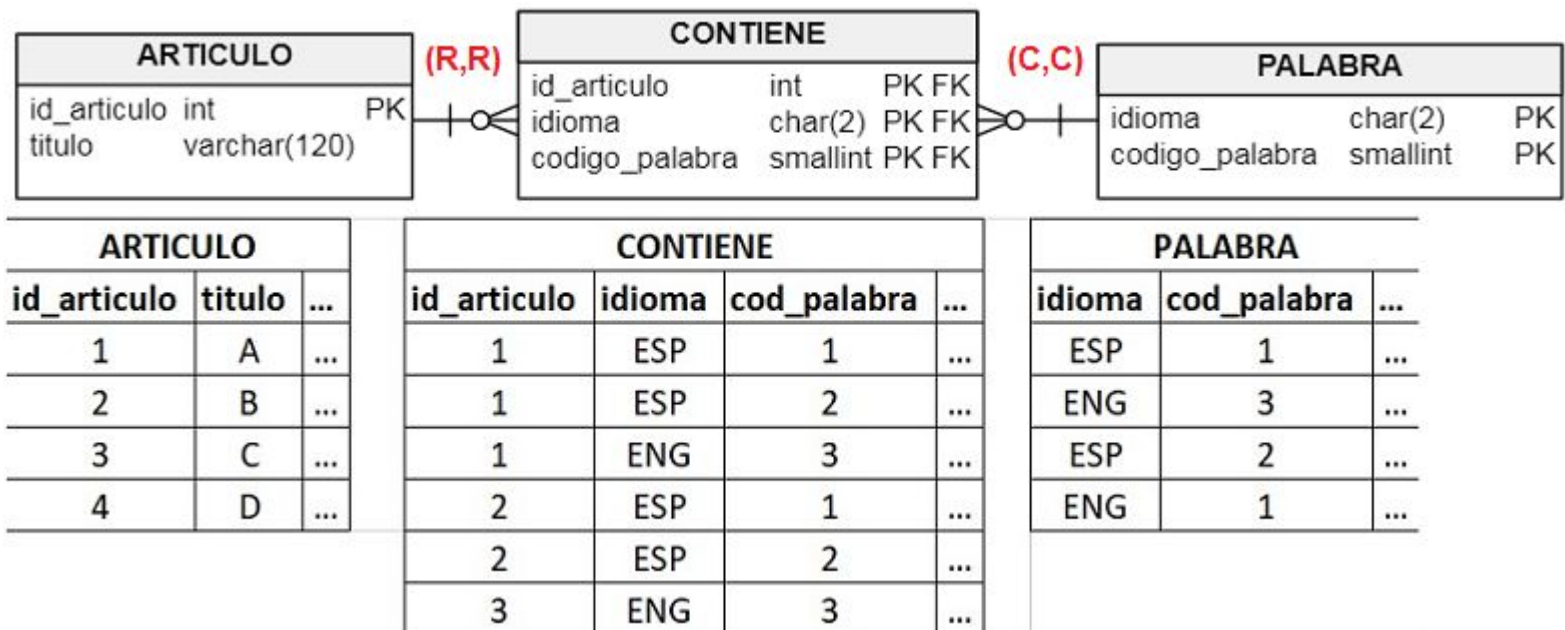 ARTICULO
id_articulo int PK
titulo varchar(120)
(R,R)
CONTIENE
id_articulo int PK FK
idioma char(2) PK FK
codigo_palabra smallint PK FK
(C,C)
PALABRA
idioma char(2) PK
codigo_palabra smallint PK
ARTICULO
id_articulo titulo ...
1 A ...
2 B ...
3 C ...
4 D ...
CONTIENE
id_articulo idioma cod_palabra ...
1 ESP 1 ...
1 ESP 2 ...
1 ENG 3 ...
2 ESP 1 ...
2 ESP 2 ...
3 ENG 3 ...
PALABRA
idioma cod_palabra ...
ESP 1 ...
ENG 3 ...
ESP 2 ...
ENG 1 ...